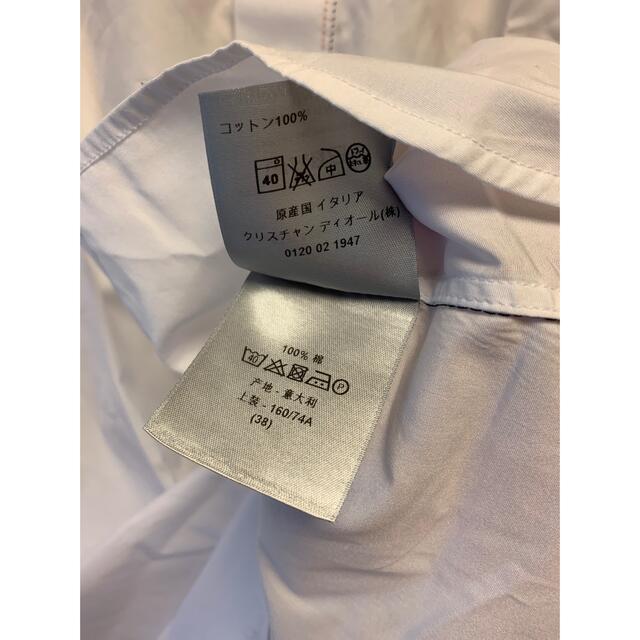 コットン100%
40 中
原産国 イタリア
クリスチャン ディオール(株)
0120 02 1947
100% 棉
40 P
产地 - 意大利
上装 - 160/74A
(38)